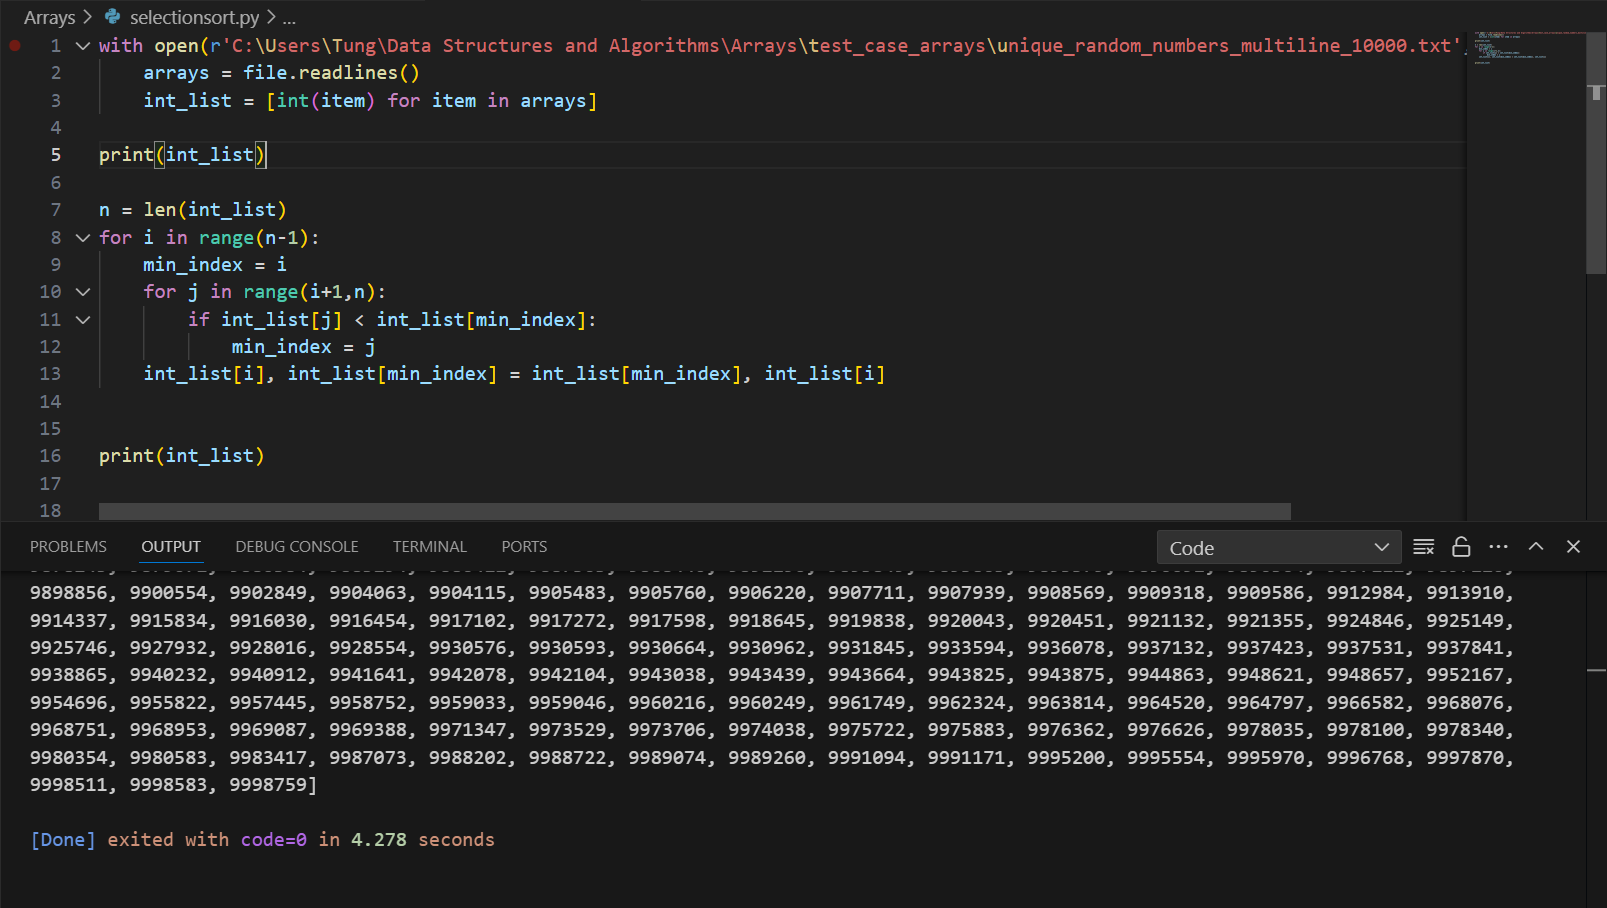 Arrays > selectionsort.py > ...
1 with open(r'C:\Users\Tung\Data Structures and Algorithms\Arrays\test_case_arrays\unique_random_numbers_multiline_10000.txt'
2 arrays = file.readlines()
3 int_list = [int(item) for item in arrays]
4
5 print(int_list)
6
7 n = len(int_list)
8 for i in range(n-1):
9 min_index = i
10 for j in range(i+1,n):
11 if int_list[j] < int_list[min_index]:
12 min_index = j
13 int_list[i], int_list[min_index] = int_list[min_index], int_list[i]
14
15
16 print(int_list)
17
18
PROBLEMS OUTPUT DEBUG CONSOLE TERMINAL PORTS Code
9898856, 9900554, 9902849, 9904063, 9904115, 9905483, 9905760, 9906220, 9907711, 9907939, 9908569, 9909318, 9909586, 9912984, 9913910,
9914337, 9915834, 9916030, 9916454, 9917102, 9917272, 9917598, 9918645, 9919838, 9920043, 9920451, 9921132, 9921355, 9924846, 9925149,
9925746, 9927932, 9928016, 9928554, 9930576, 9930593, 9930664, 9930962, 9931845, 9933594, 9936078, 9937132, 9937423, 9937531, 9937841,
9938865, 9940232, 9940912, 9941641, 9942078, 9942104, 9943038, 9943439, 9943664, 9943825, 9943875, 9944863, 9948621, 9948657, 9952167,
9954696, 9955822, 9957445, 9958752, 9959033, 9959046, 9960216, 9960249, 9961749, 9962324, 9963814, 9964520, 9964797, 9966582, 9968076,
9968751, 9968953, 9969087, 9969388, 9971347, 9973529, 9973706, 9974038, 9975722, 9975883, 9976362, 9976626, 9978035, 9978100, 9978340,
9980354, 9980583, 9983417, 9987073, 9988202, 9988722, 9989074, 9989260, 9991094, 9991171, 9995200, 9995554, 9995970, 9996768, 9997870,
9998511, 9998583, 9998759]
[Done] exited with code=0 in 4.278 seconds